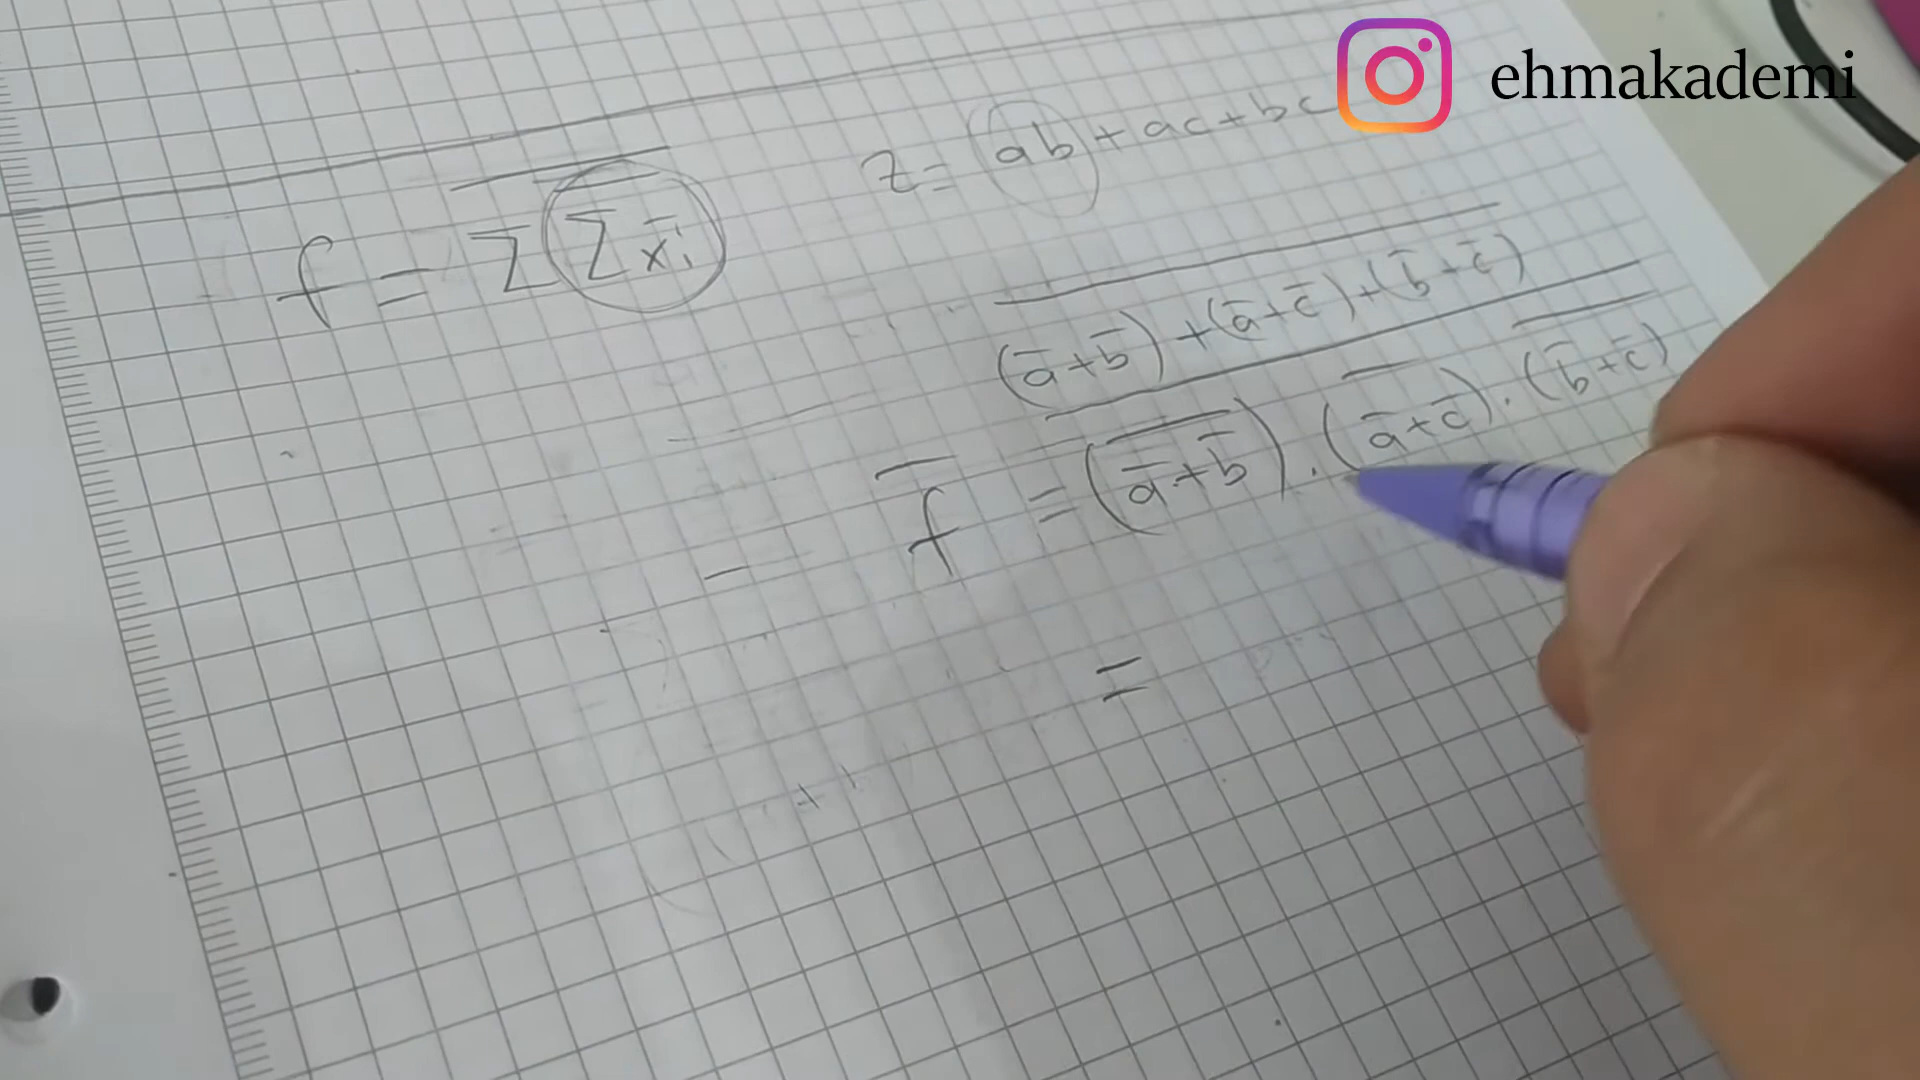 ehmakademi
z = ab + ac + bc
f = Σ Σ x̅i
(a̅+b̅) + (a̅+c̅) + (b̅+c̅)
f̅ = (a̅+b̅) . (a̅+c̅) . (b̅+c̅)
=